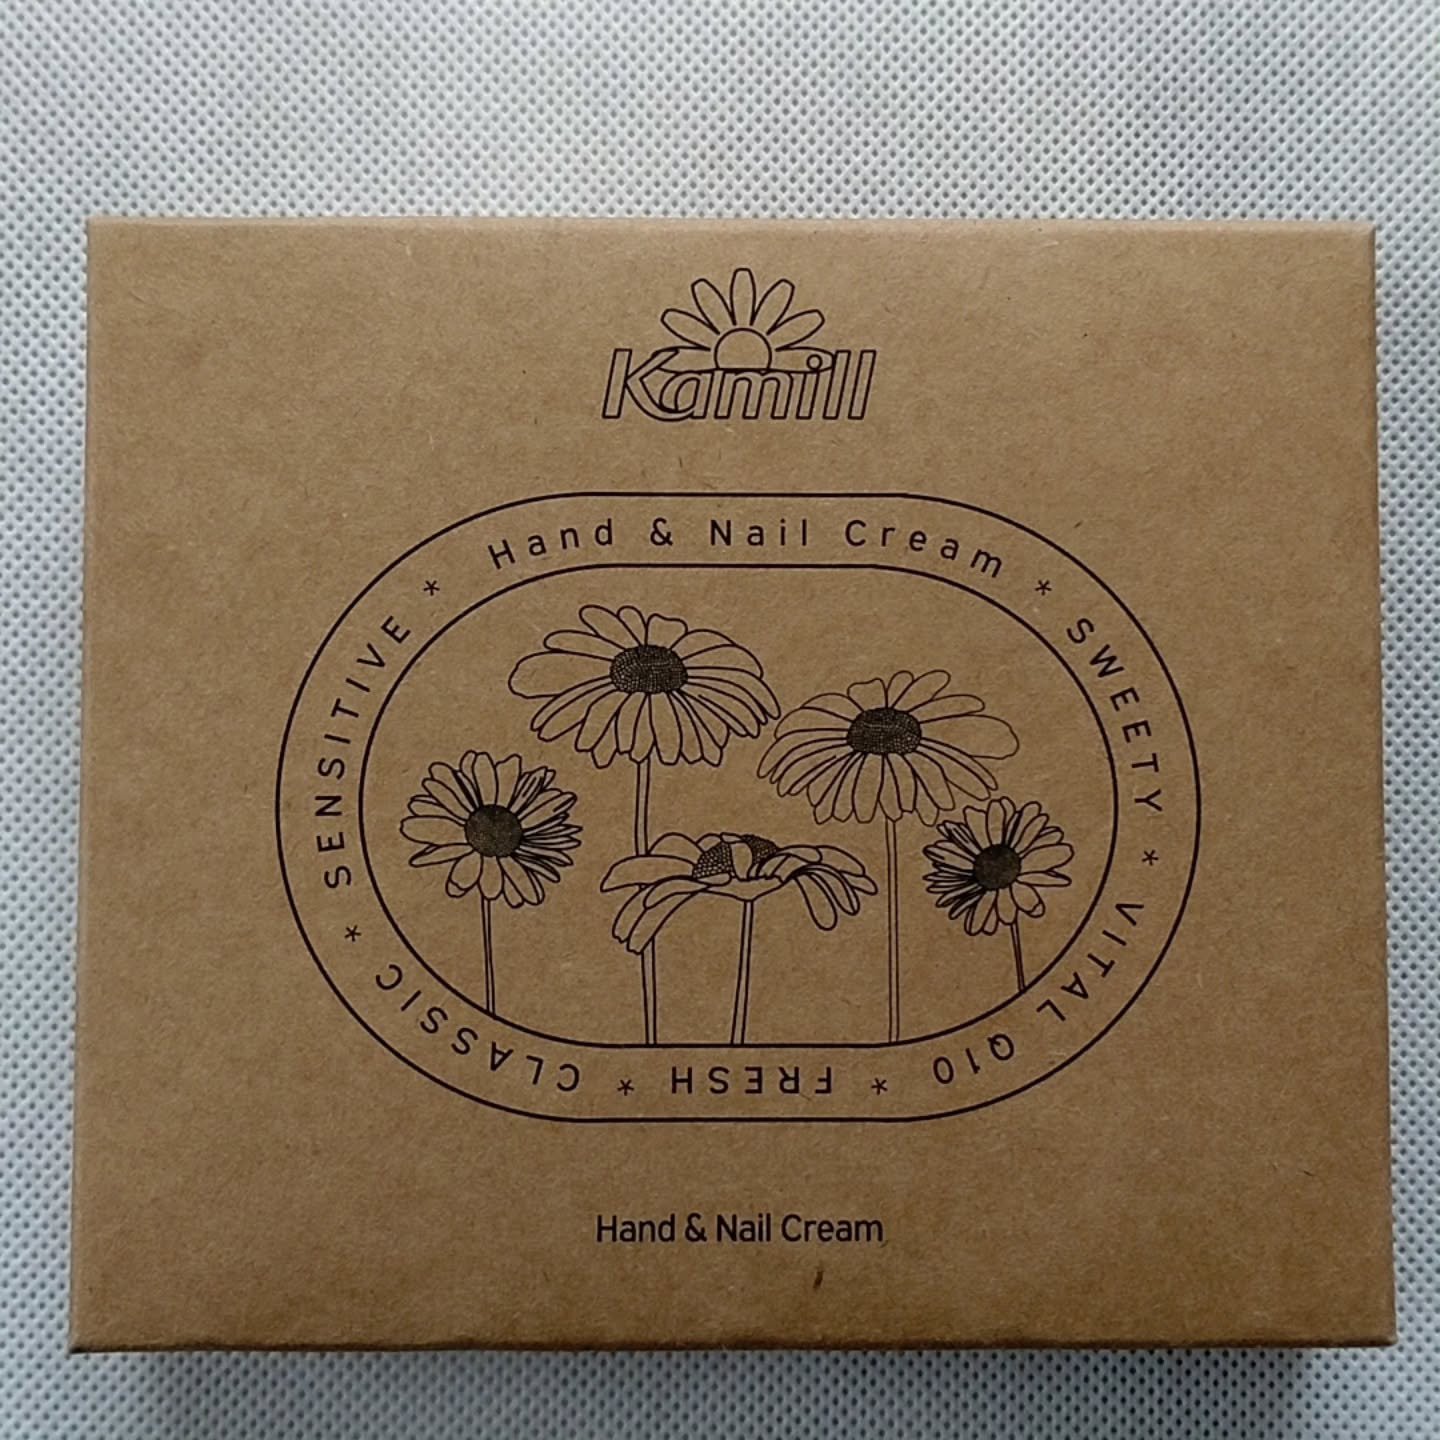 Kamill
Hand & Nail Cream * SWEETY * VITAL Q10 * FRESH * CLASSIC * SENSITIVE *
Hand & Nail Cream